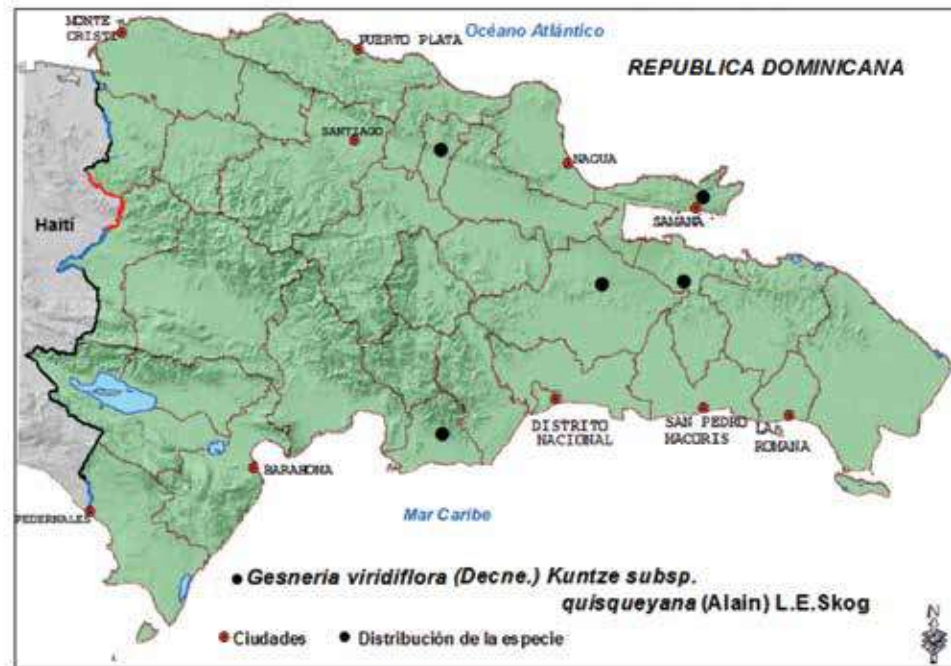 MONTE
CRISTI
PUERTO PLATA
Océano Atlántico
REPUBLICA DOMINICANA
SANTIAGO
NAGUA
SAMANA
Haití
DISTRITO
NACIONAL
SAN PEDRO
MACORIS
LA
ROMANA
BARAHONA
PEDERNALES
Mar Caribe
Gesneria viridiflora (Decne.) Kuntze subsp.
quisqueyana (Alain) L.E.Skog
Ciudades
Distribución de la especie
N